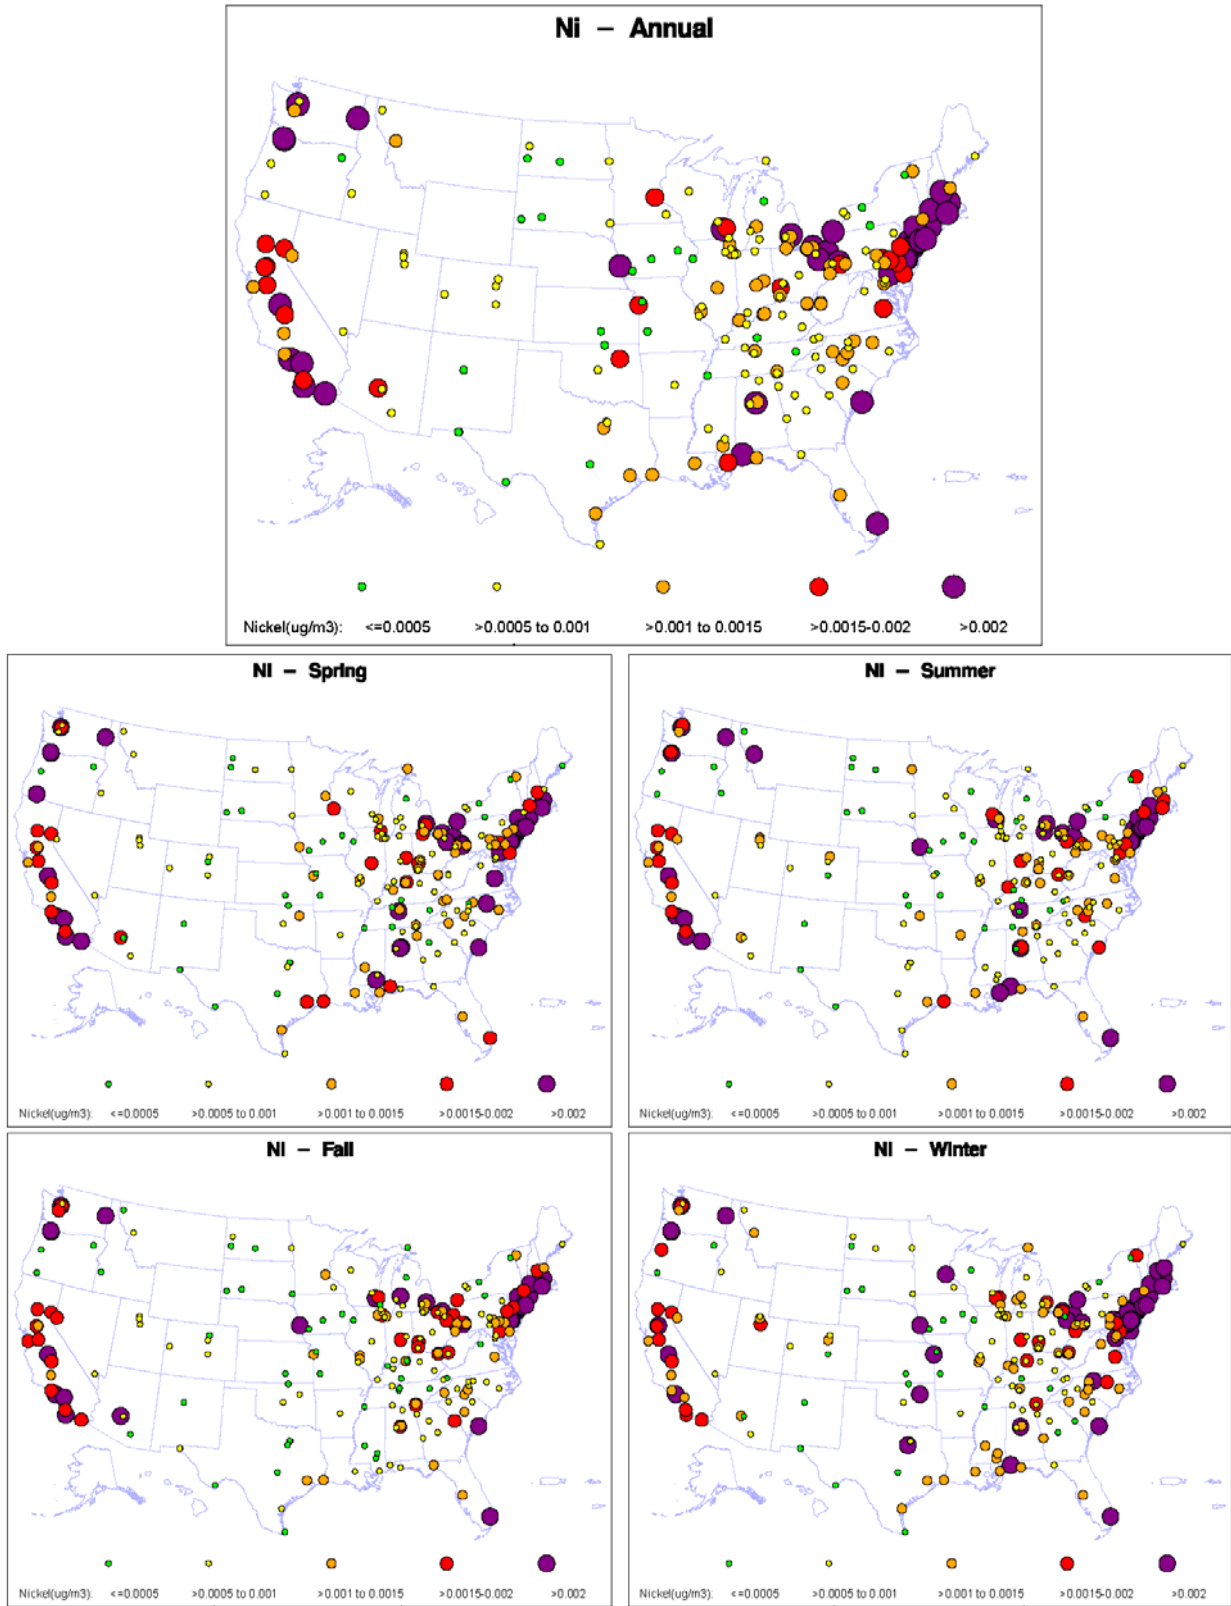 Ni – Annual
Nickel(ug/m3): <=0.0005 >0.0005 to 0.001 >0.001 to 0.0015 >0.0015-0.002 >0.002
Ni – Spring
Nickel(ug/m3): <=0.0005 >0.0005 to 0.001 >0.001 to 0.0015 >0.0015-0.002 >0.002
Ni – Summer
Nickel(ug/m3): <=0.0005 >0.0005 to 0.001 >0.001 to 0.0015 >0.0015-0.002 >0.002
Ni – Fall
Nickel(ug/m3): <=0.0005 >0.0005 to 0.001 >0.001 to 0.0015 >0.0015-0.002 >0.002
Ni – Winter
Nickel(ug/m3): <=0.0005 >0.0005 to 0.001 >0.001 to 0.0015 >0.0015-0.002 >0.002